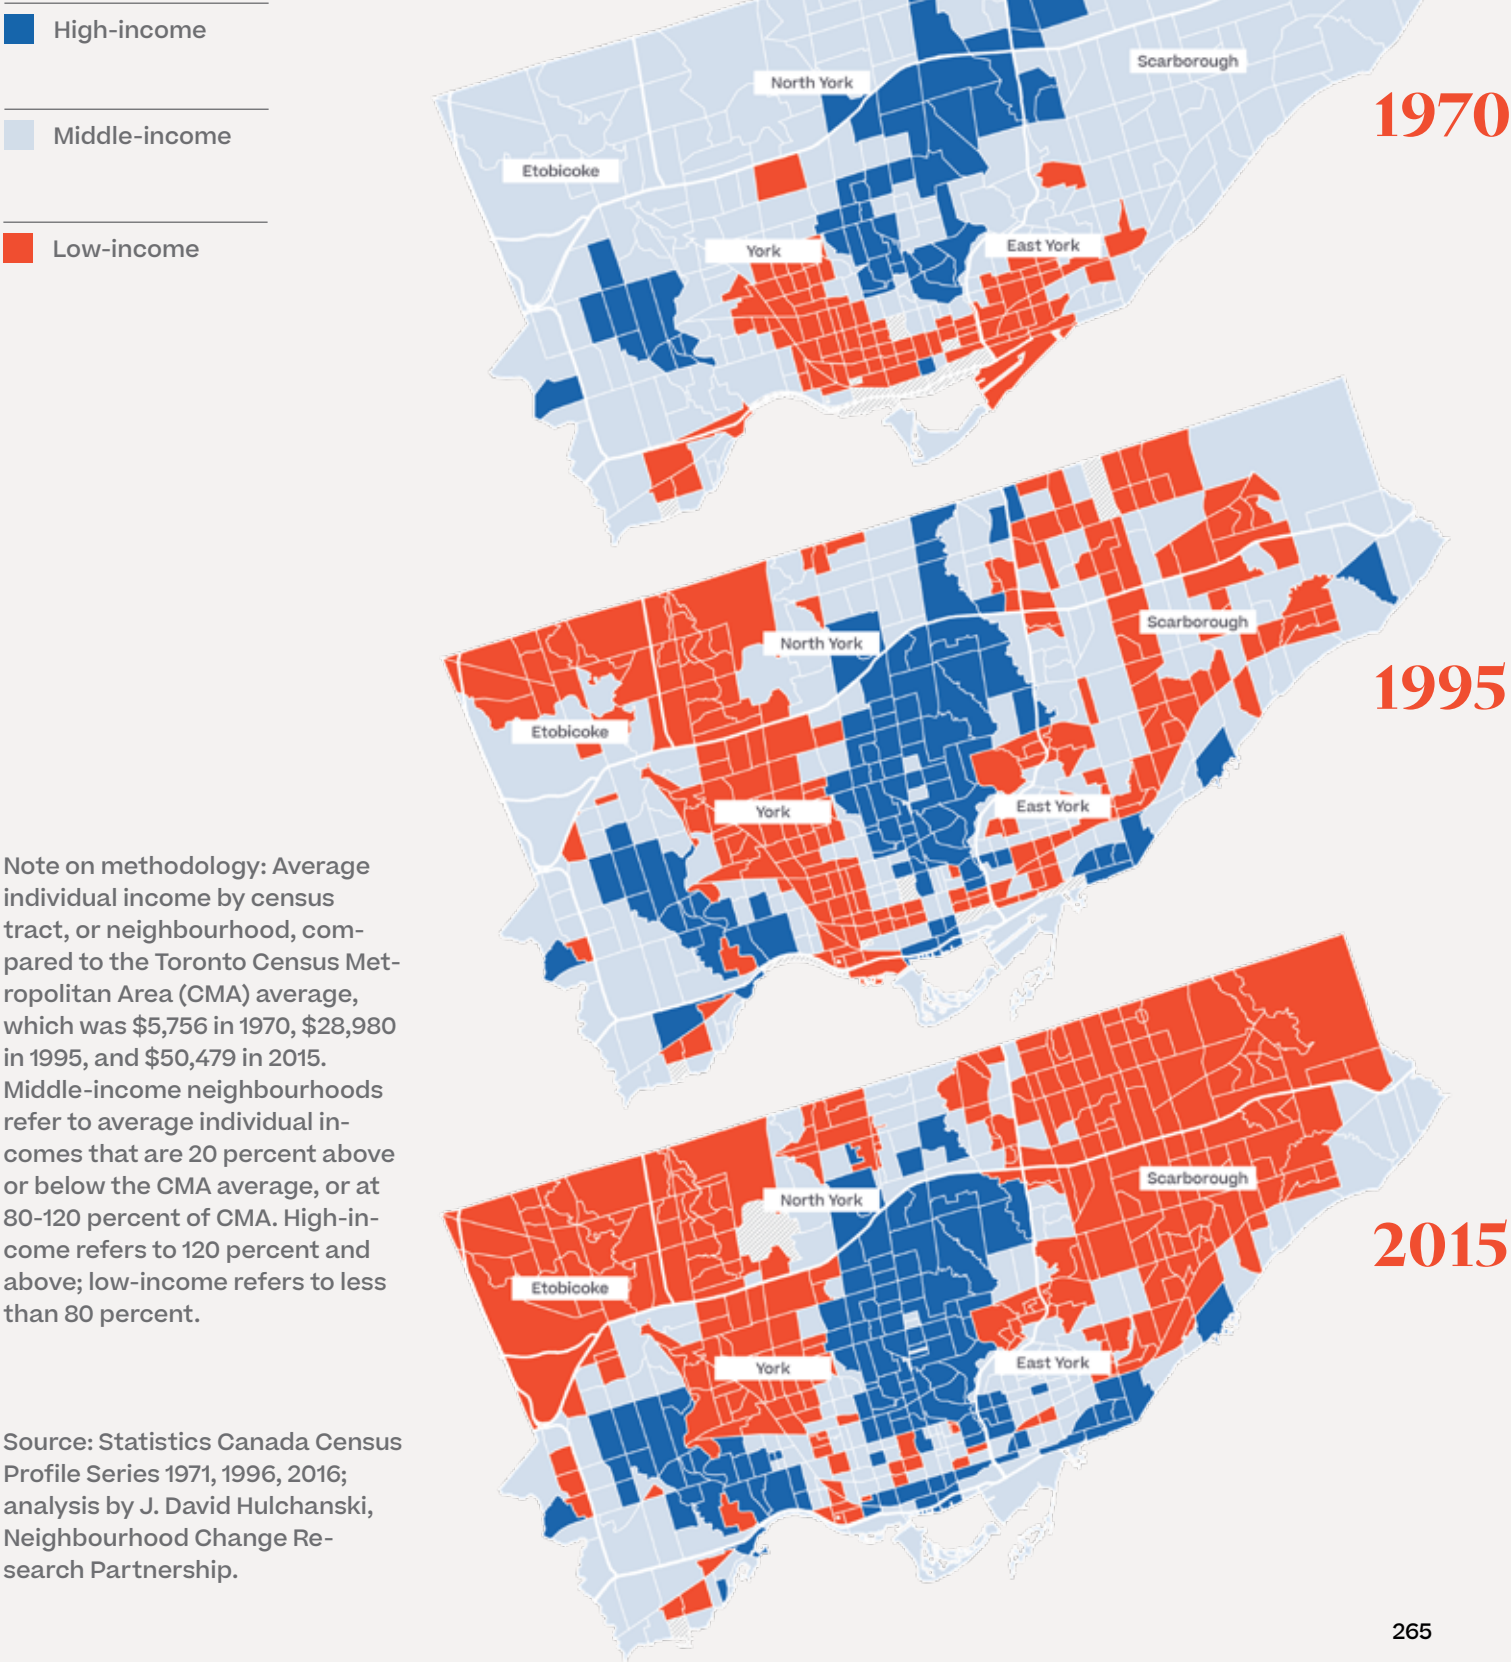 High-income
Middle-income
Low-income
North York
Scarborough
Etobicoke
York
East York
1970
North York
Scarborough
Etobicoke
York
East York
1995
North York
Scarborough
Etobicoke
York
East York
2015
Note on methodology: Average
individual income by census
tract, or neighbourhood, com-
pared to the Toronto Census Met-
ropolitan Area (CMA) average,
which was $5,756 in 1970, $28,980
in 1995, and $50,479 in 2015.
Middle-income neighbourhoods
refer to average individual in-
comes that are 20 percent above
or below the CMA average, or at
80-120 percent of CMA. High-in-
come refers to 120 percent and
above; low-income refers to less
than 80 percent.
Source: Statistics Canada Census
Profile Series 1971, 1996, 2016;
analysis by J. David Hulchanski,
Neighbourhood Change Re-
search Partnership.
265